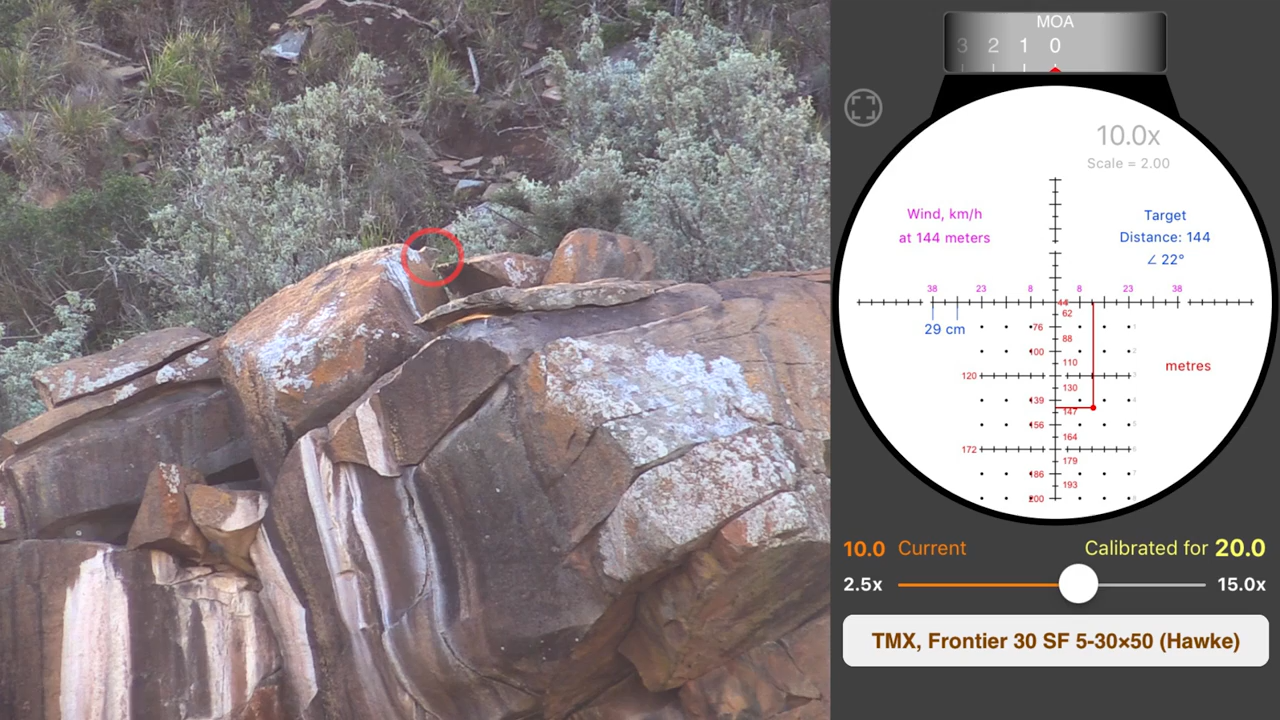 MOA
3 2 1 0
10.0x
Scale = 2.00
Wind, km/h
at 144 meters
Target
Distance: 144
∠ 22°
38 23 8 8 23 38
62
29 cm
76
88
100
110
metres
120
130
139
147
156
164
172
179
186
193
200
10.0 Current
Calibrated for 20.0
2.5x
15.0x
TMX, Frontier 30 SF 5-30×50 (Hawke)